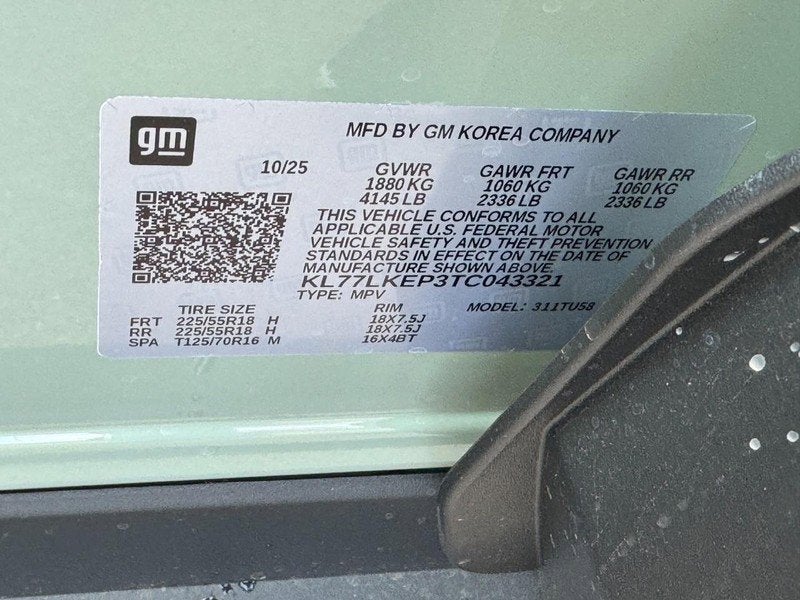 gm
MFD BY GM KOREA COMPANY
10/25 GVWR GAWR FRT GAWR RR
1880 KG 1060 KG 1060 KG
4145 LB 2336 LB 2336 LB
THIS VEHICLE CONFORMS TO ALL
APPLICABLE U.S. FEDERAL MOTOR
VEHICLE SAFETY AND THEFT PREVENTION
STANDARDS IN EFFECT ON THE DATE OF
MANUFACTURE SHOWN ABOVE.
KL77LKEP3TC043321
TYPE: MPV MODEL: 311TU58
TIRE SIZE RIM
FRT 225/55R18 H 18X7.5J
RR 225/55R18 H 18X7.5J
SPA T125/70R16 M 16X4BT